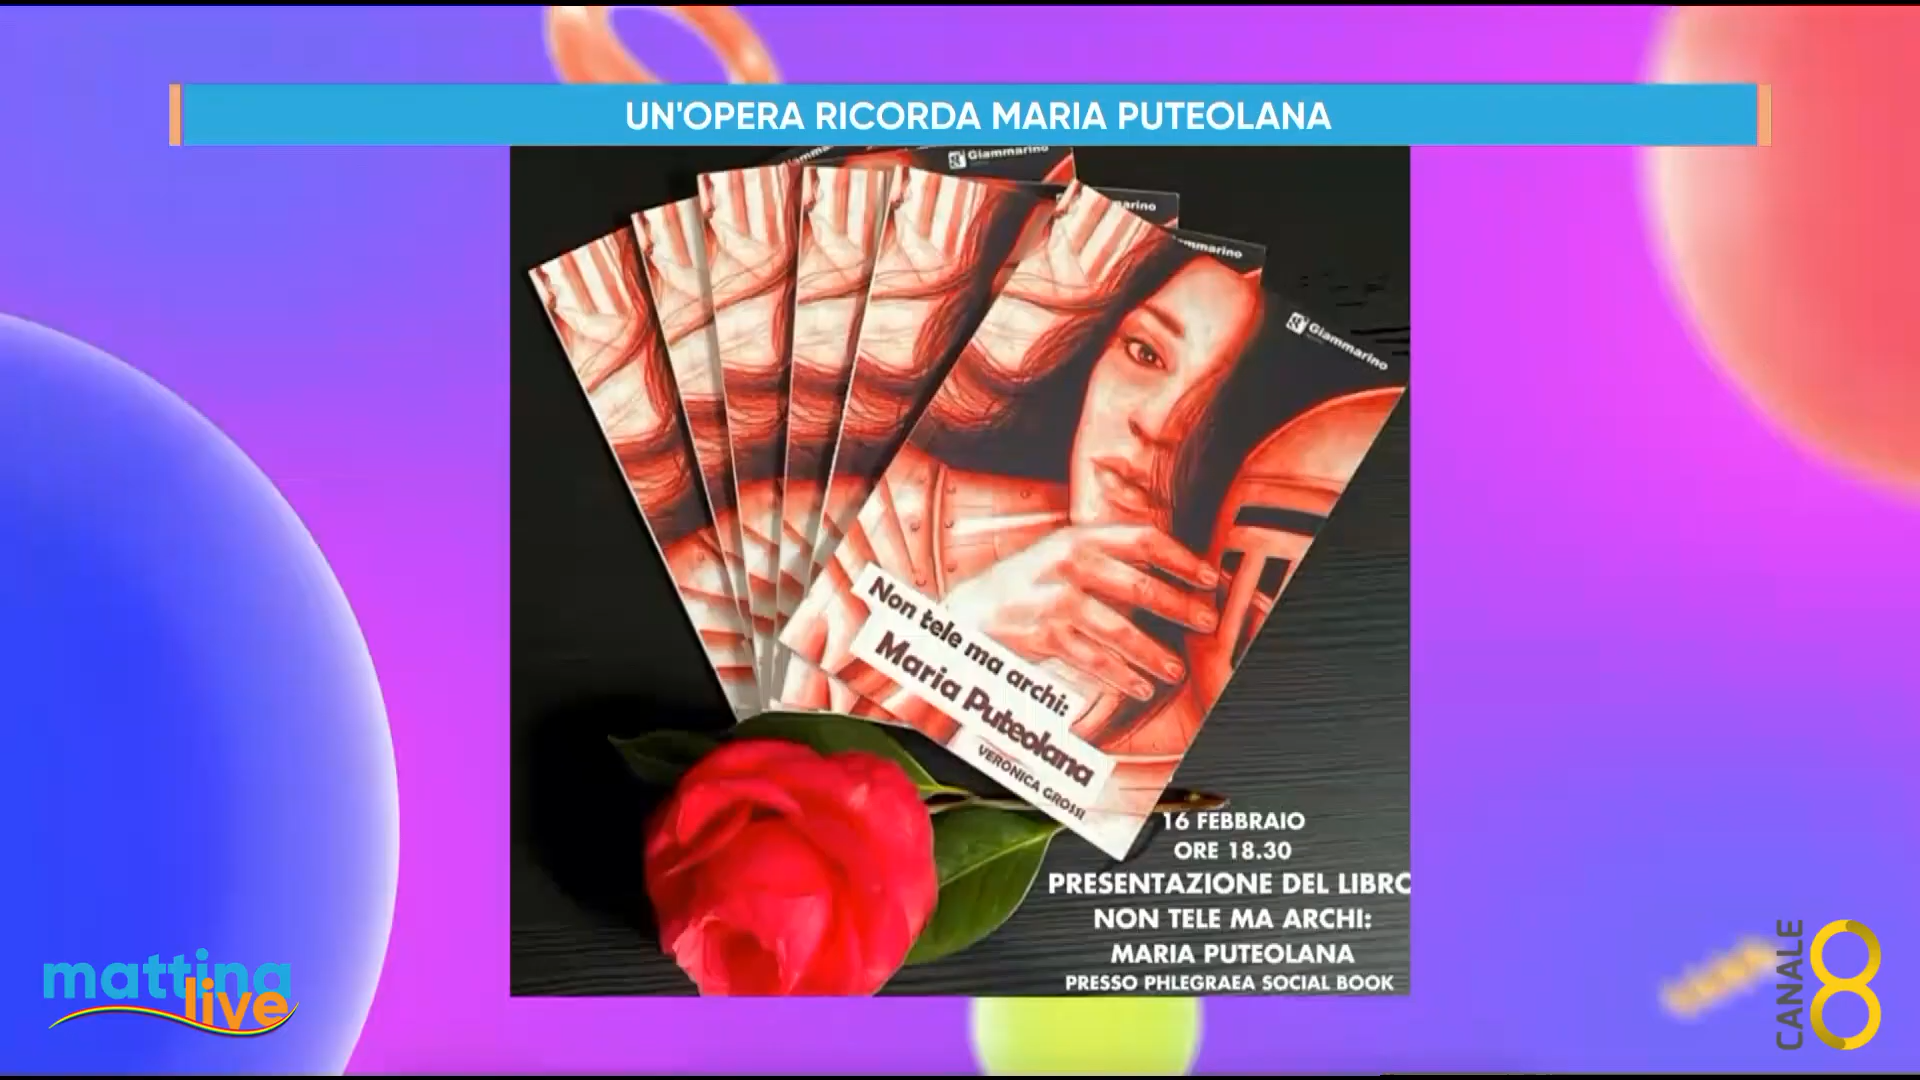 UN'OPERA RICORDA MARIA PUTEOLANA
Giammarino
Giammarino
Non tele ma archi:
Maria Puteolana
VERONICA GROSSI
16 FEBBRAIO
ORE 18.30
PRESENTAZIONE DEL LIBRO
NON TELE MA ARCHI:
MARIA PUTEOLANA
PRESSO PHLEGRAEA SOCIAL BOOK
mattina
live
CANALE 8